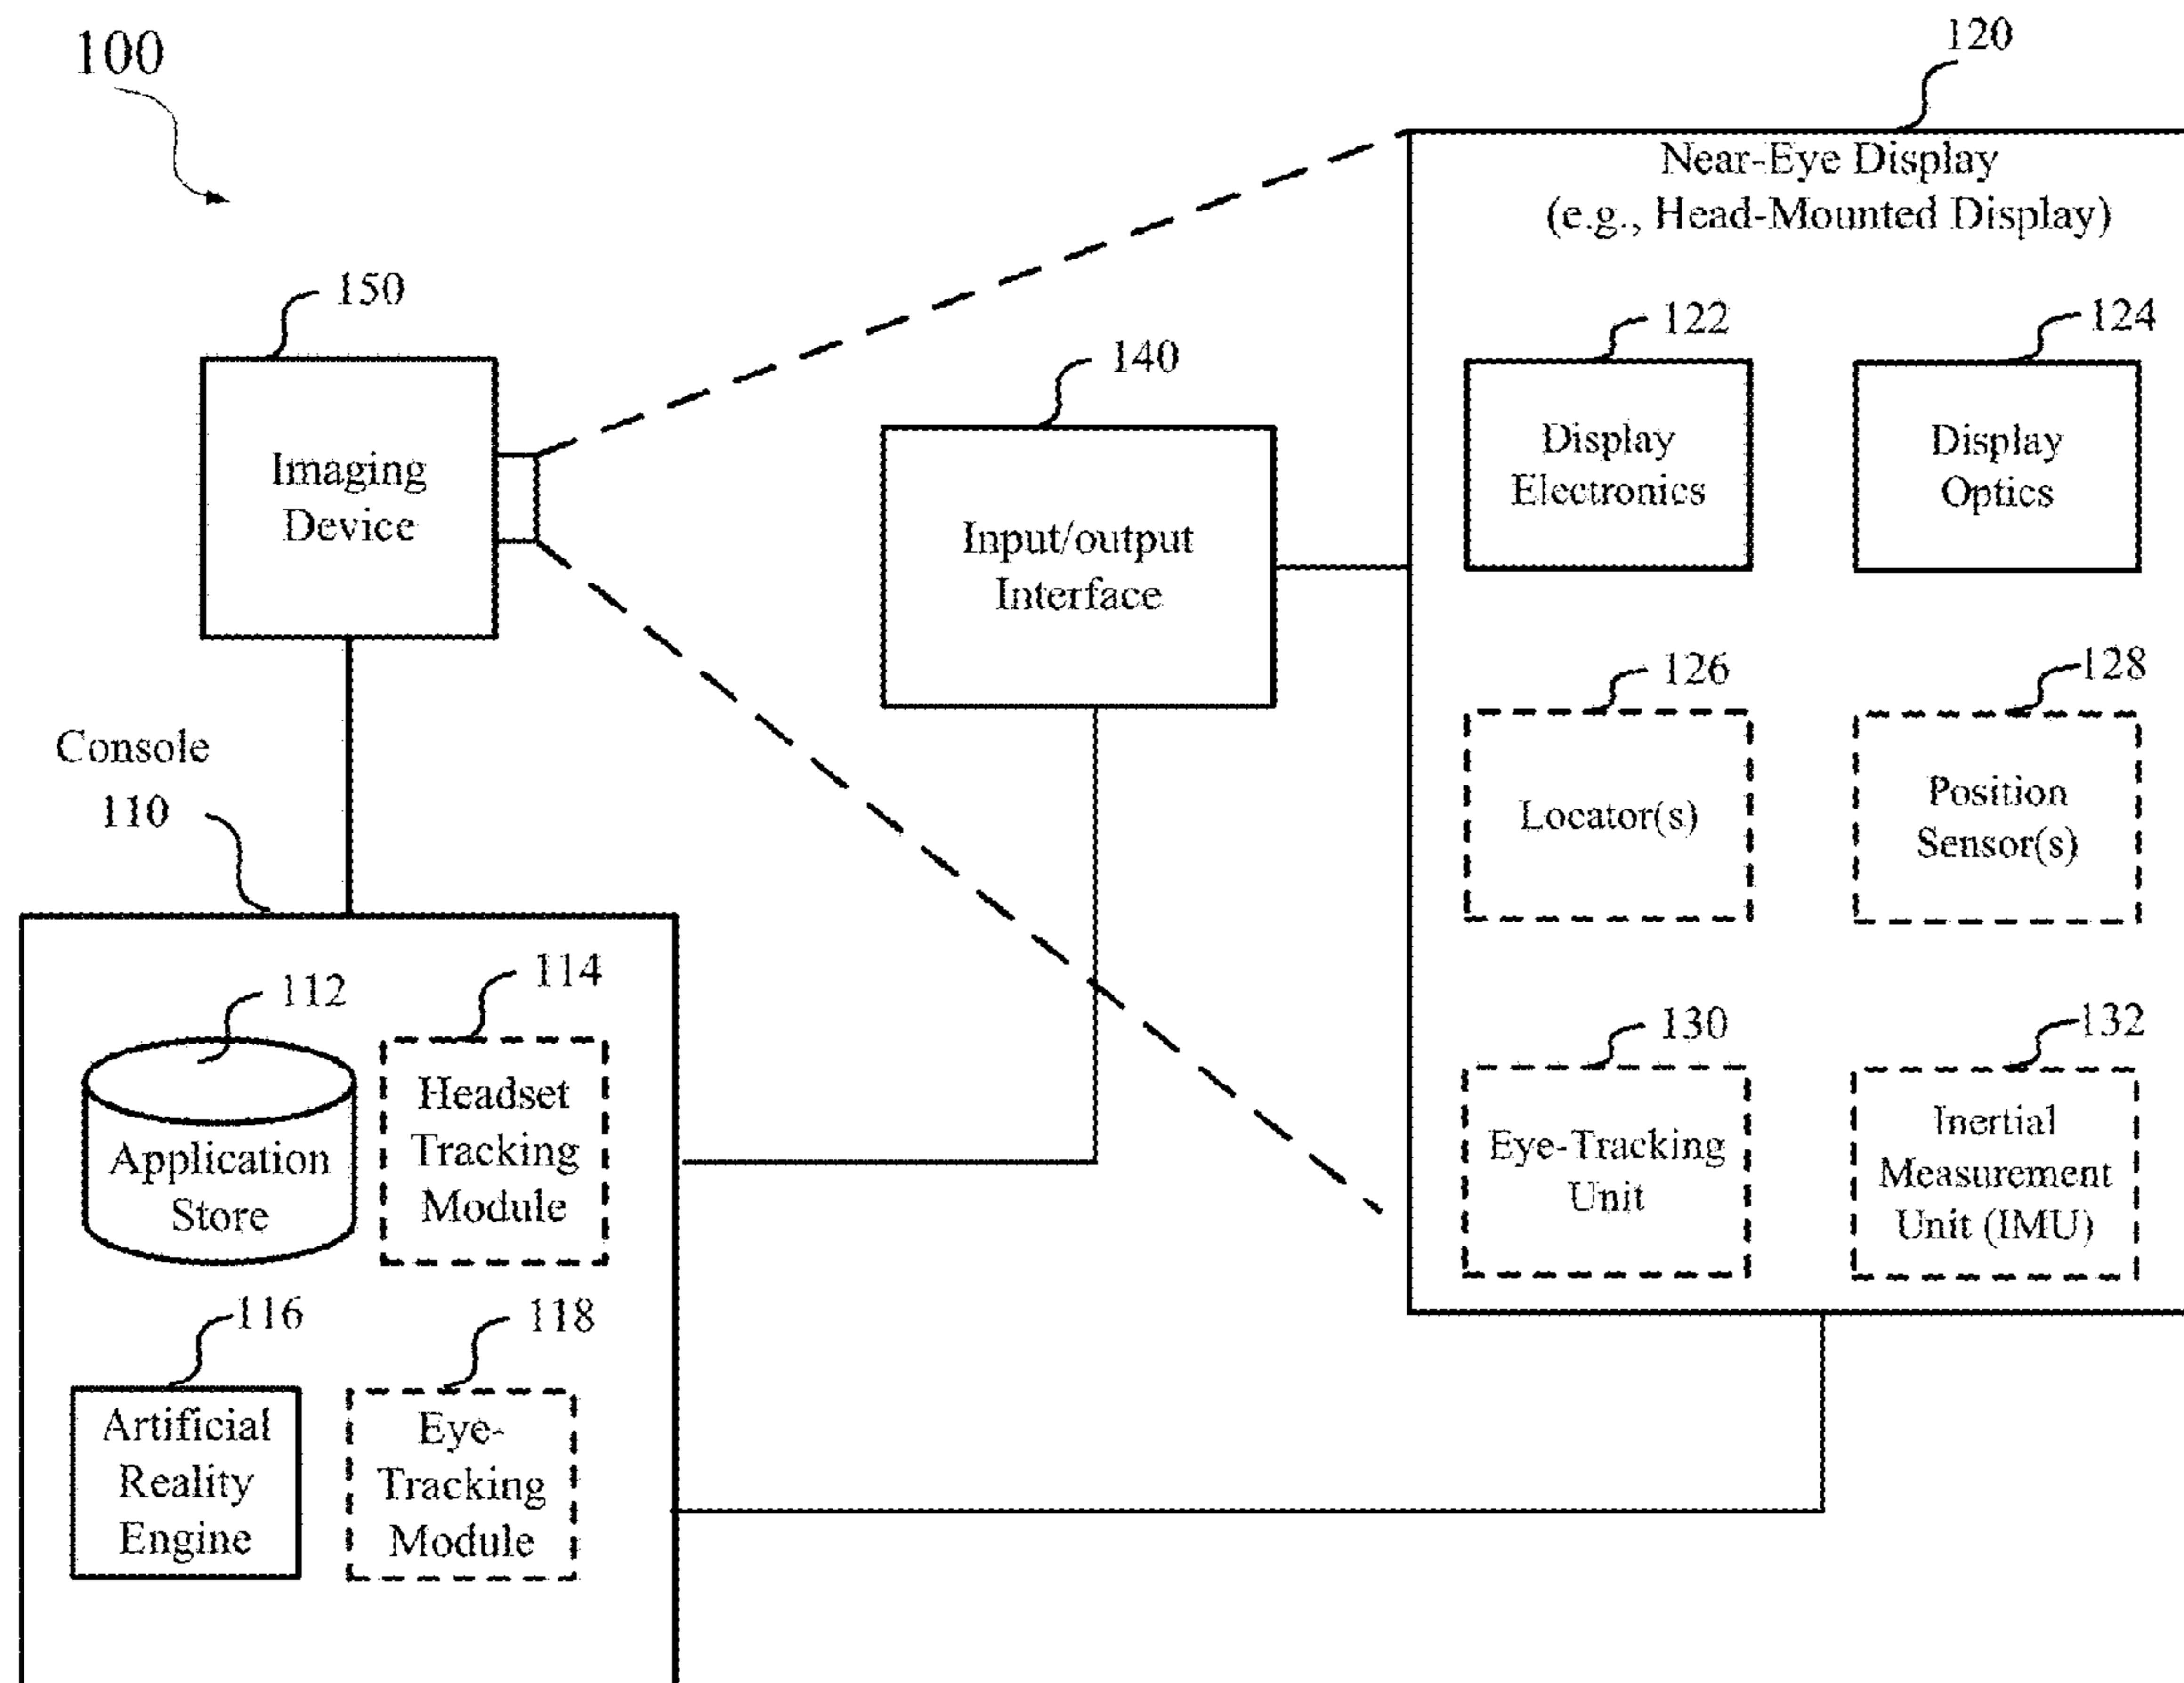 100
120
Near-Eye Display
(e.g., Head-Mounted Display)
150
Imaging
Device
140
Input/output
Interface
122
Display
Electronics
124
Display
Optics
126
Locator(s)
128
Position
Sensor(s)
130
Eye-Tracking
Unit
132
Inertial
Measurement
Unit (IMU)
Console
110
112
Application
Store
114
Headset
Tracking
Module
116
Artificial
Reality
Engine
118
Eye-
Tracking
Module